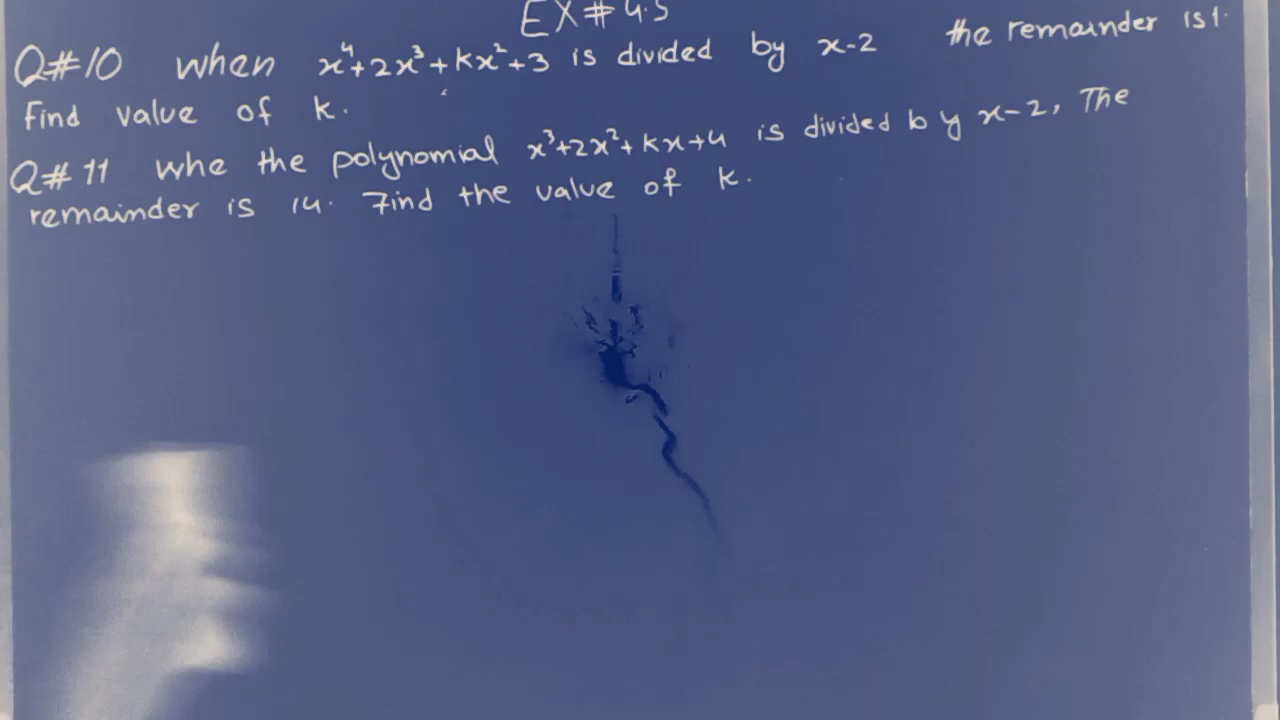 EX#4.5
Q#10 when x⁴+2x³+kx²+3 is divided by x-2 the remainder is 1.
Find value of k.
Q#11 whe the polynomial x³+2x²+kx+4 is divided by x-2, The
remainder is 14. Find the value of k.